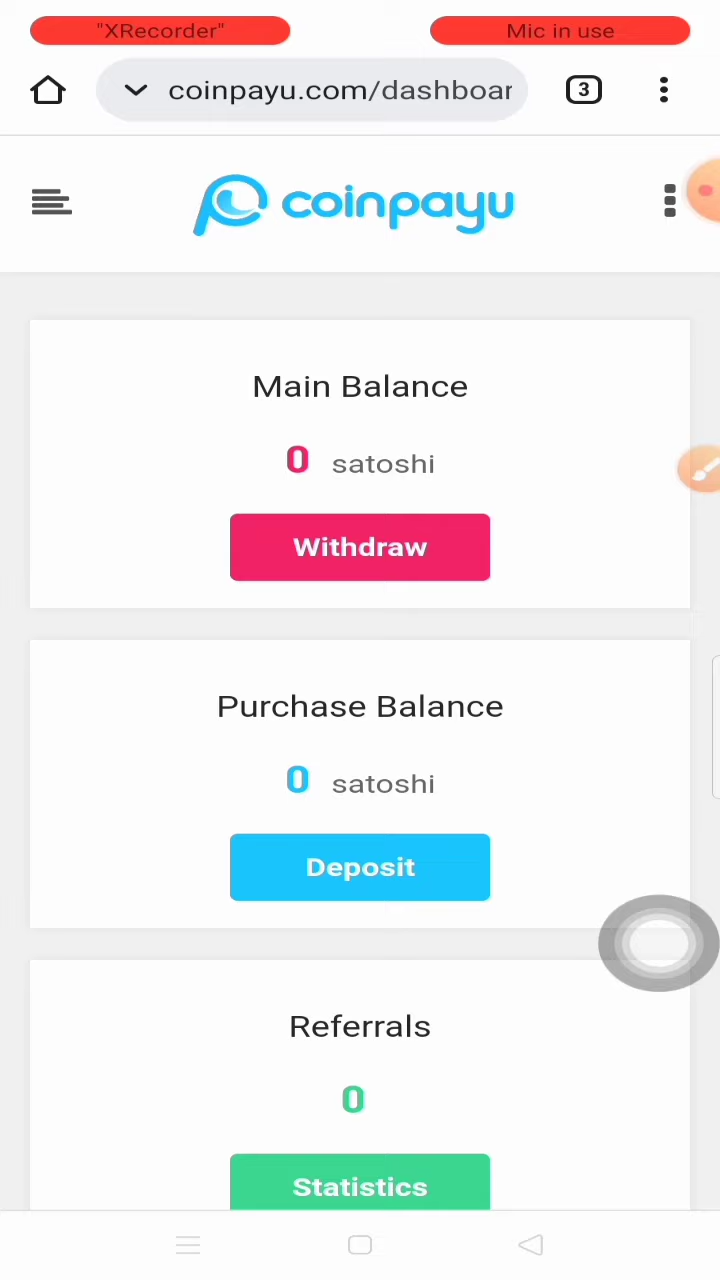 "XRecorder" Mic in use
coinpayu.com/dashboar 3
coinpayu
Main Balance
0 satoshi
Withdraw
Purchase Balance
0 satoshi
Deposit
Referrals
0
Statistics